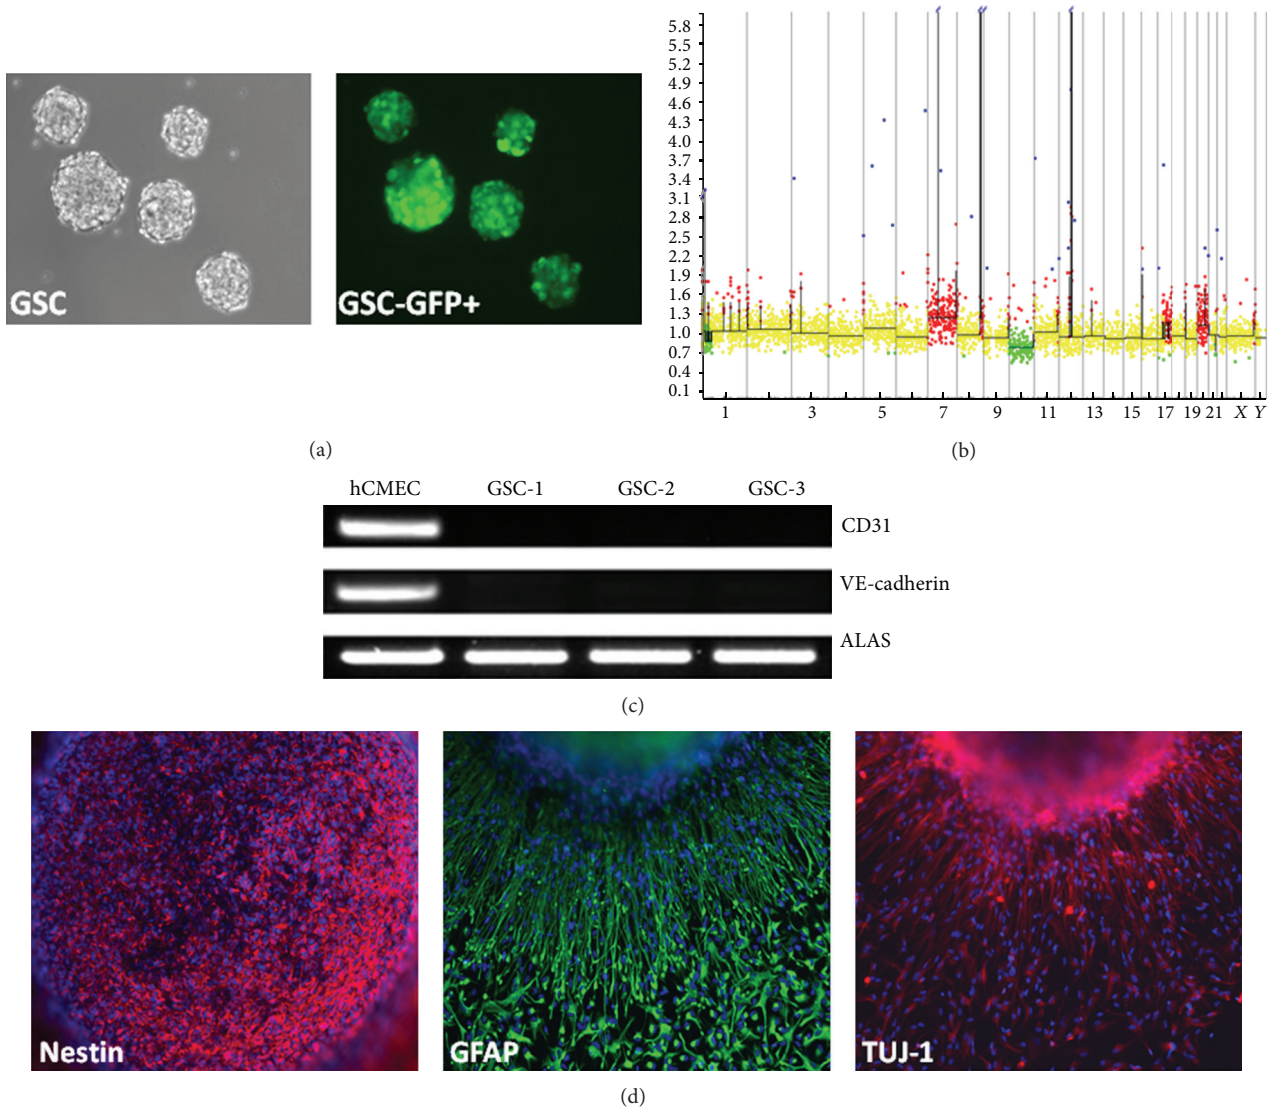 GSC
GSC-GFP+
(a)
5.8
5.5
5.2
4.9
4.6
4.3
4.0
3.7
3.4
3.1
2.8
2.5
2.2
1.9
1.6
1.3
1.0
0.7
0.4
0.1
1 3 5 7 9 11 13 15 17 19 21 X Y
(b)
hCMEC GSC-1 GSC-2 GSC-3
CD31
VE-cadherin
ALAS
(c)
Nestin
GFAP
TUJ-1
(d)